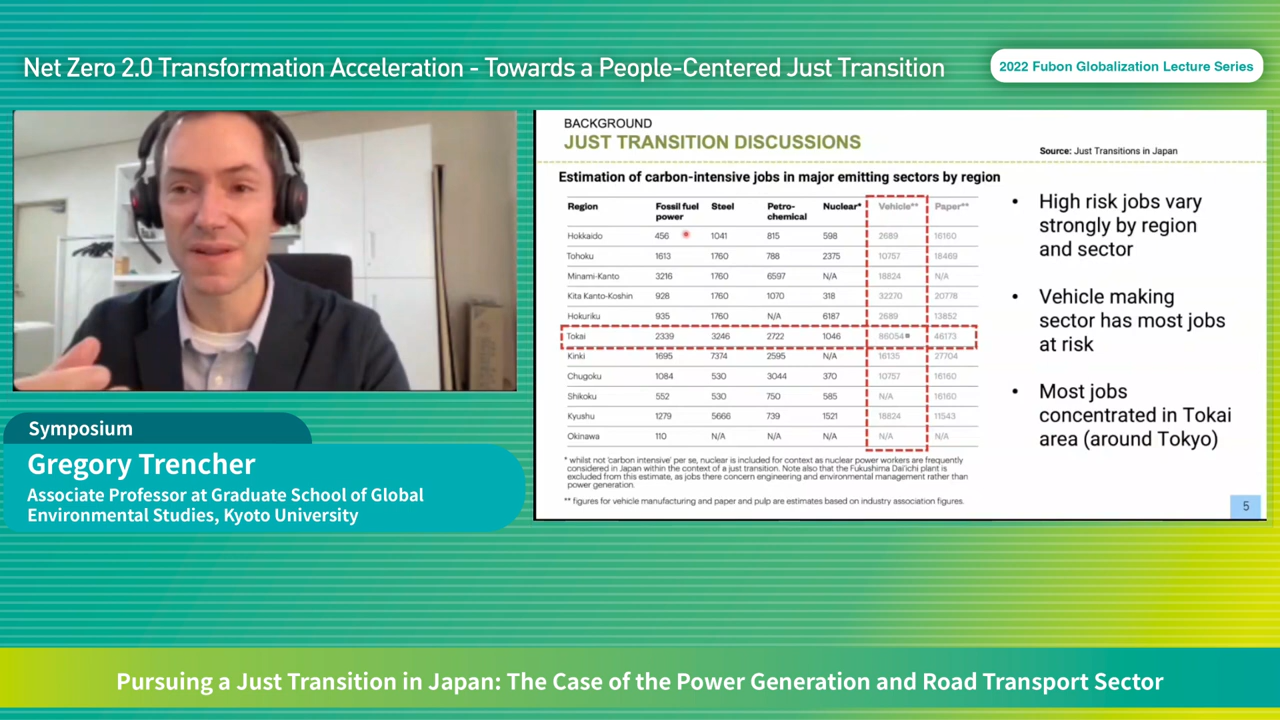 Net Zero 2.0 Transformation Acceleration - Towards a People-Centered Just Transition
2022 Fubon Globalization Lecture Series
BACKGROUND
JUST TRANSITION DISCUSSIONS
Source: Just Transitions in Japan
Estimation of carbon-intensive jobs in major emitting sectors by region
Region Fossil fuel power Steel Petro-chemical Nuclear* Vehicle** Paper**
Hokkaido 456 1041 815 598 2689 16160
Tohoku 1613 1760 788 2375 10757 18469
Minami-Kanto 3216 1760 6597 N/A 18824 N/A
Kita Kanto-Koshin 928 1760 1070 318 32270 20778
Hokuriku 935 1760 N/A 6187 2689 13852
Tokai 2339 3246 2722 1046 86054 46173
Kinki 1695 7374 2595 N/A 16135 27704
Chugoku 1084 530 3044 370 10757 16160
Shikoku 552 530 750 585 N/A 16160
Kyushu 1279 5666 739 1521 18824 11543
Okinawa 110 N/A N/A N/A N/A N/A
* whilst not 'carbon intensive' per se, nuclear is included for context as nuclear power workers are frequently
considered in Japan within the context of a just transition. Note also that the Fukushima Dai'ichi plant is
excluded from this estimate, as jobs there concern engineering and environmental management rather than
power generation.
** figures for vehicle manufacturing and paper and pulp are estimates based on industry association figures.
• High risk jobs vary
strongly by region
and sector
• Vehicle making
sector has most jobs
at risk
• Most jobs
concentrated in Tokai
area (around Tokyo)
5
Symposium
Gregory Trencher
Associate Professor at Graduate School of Global
Environmental Studies, Kyoto University
Pursuing a Just Transition in Japan: The Case of the Power Generation and Road Transport Sector